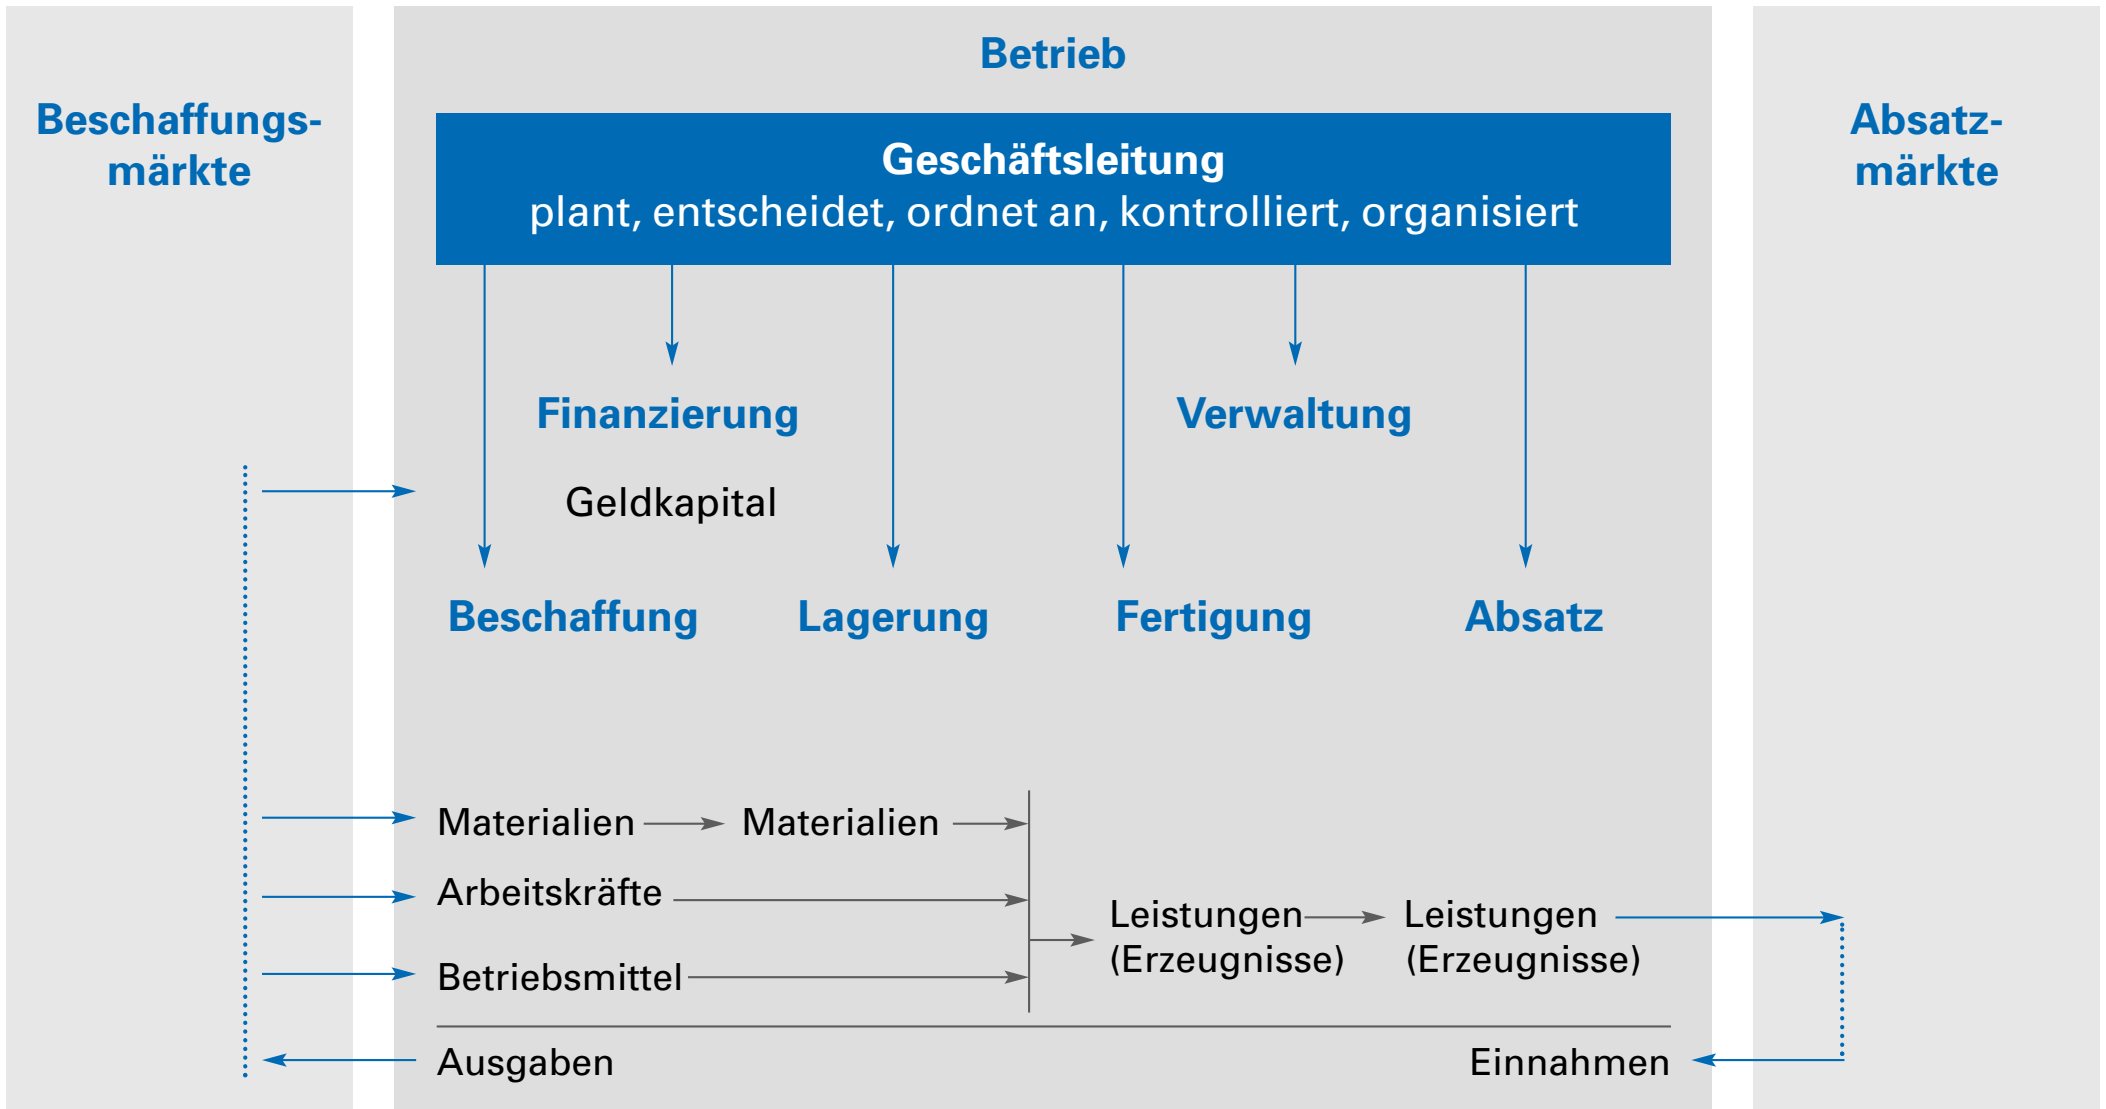 Betrieb
Beschaffungs-
märkte
Absatz-
märkte
Geschäftsleitung
plant, entscheidet, ordnet an, kontrolliert, organisiert
Finanzierung
Verwaltung
Geldkapital
Beschaffung
Lagerung
Fertigung
Absatz
Materialien
Materialien
Arbeitskräfte
Betriebsmittel
Leistungen
(Erzeugnisse)
Leistungen
(Erzeugnisse)
Ausgaben
Einnahmen